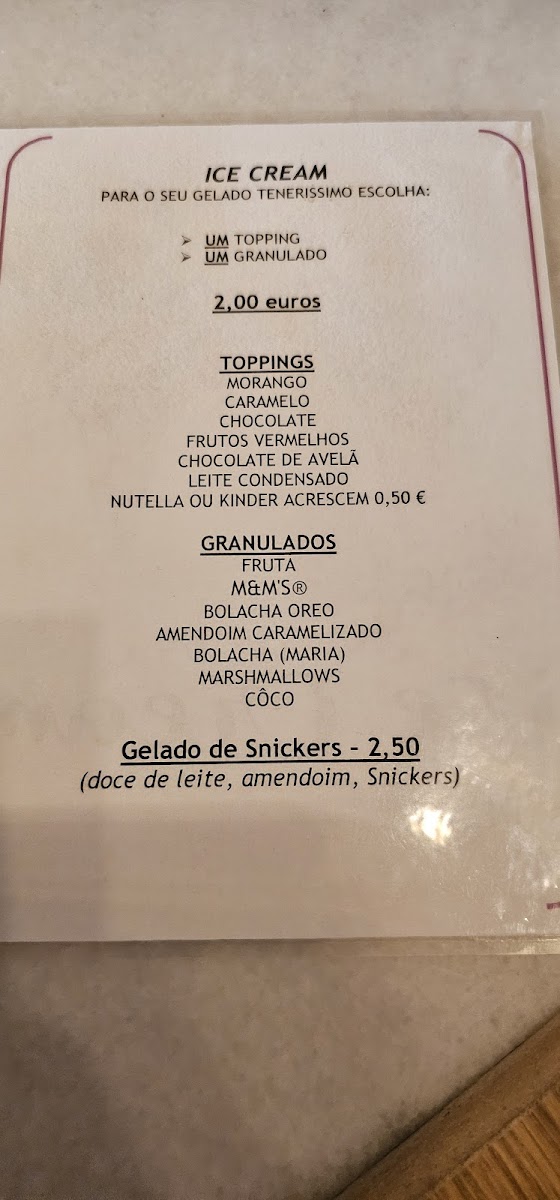 ICE CREAM
PARA O SEU GELADO TENERISSIMO ESCOLHA:
➢ UM TOPPING
➢ UM GRANULADO
2,00 euros
TOPPINGS
MORANGO
CARAMELO
CHOCOLATE
FRUTOS VERMELHOS
CHOCOLATE DE AVELÃ
LEITE CONDENSADO
NUTELLA OU KINDER ACRESCEM 0,50 €
GRANULADOS
FRUTA
M&M'S®
BOLACHA OREO
AMENDOIM CARAMELIZADO
BOLACHA (MARIA)
MARSHMALLOWS
CÔCO
Gelado de Snickers - 2,50
(doce de leite, amendoim, Snickers)